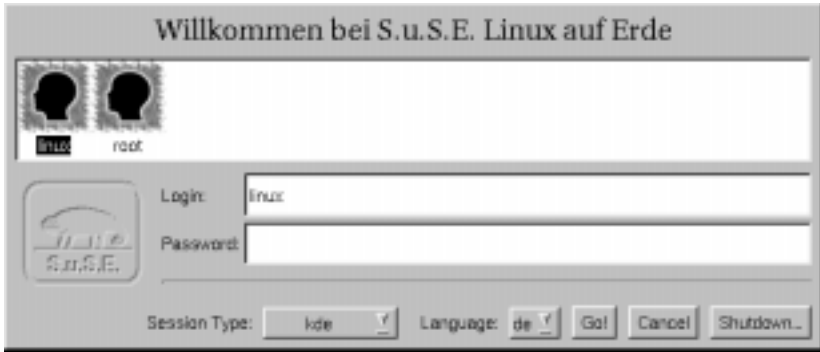 Willkommen bei S.u.S.E. Linux auf Erde
linux root
Login: linux
Password:
S.u.S.E.
Session Type: kde Language: de Go! Cancel Shutdown...